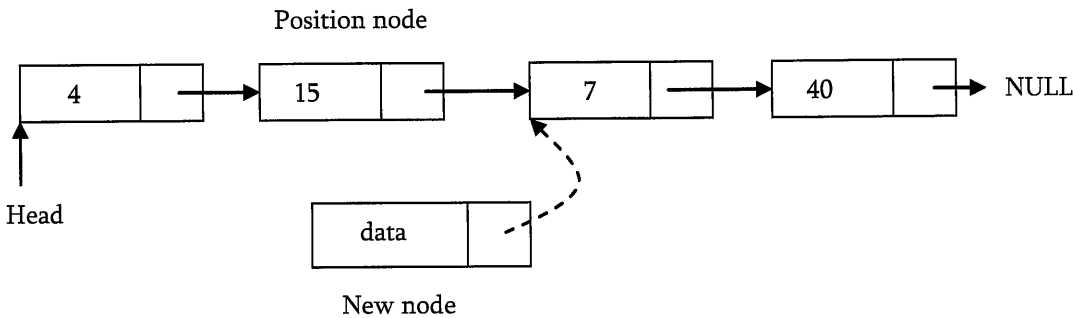 Position node
4
15
7
40
NULL
Head
data
New node